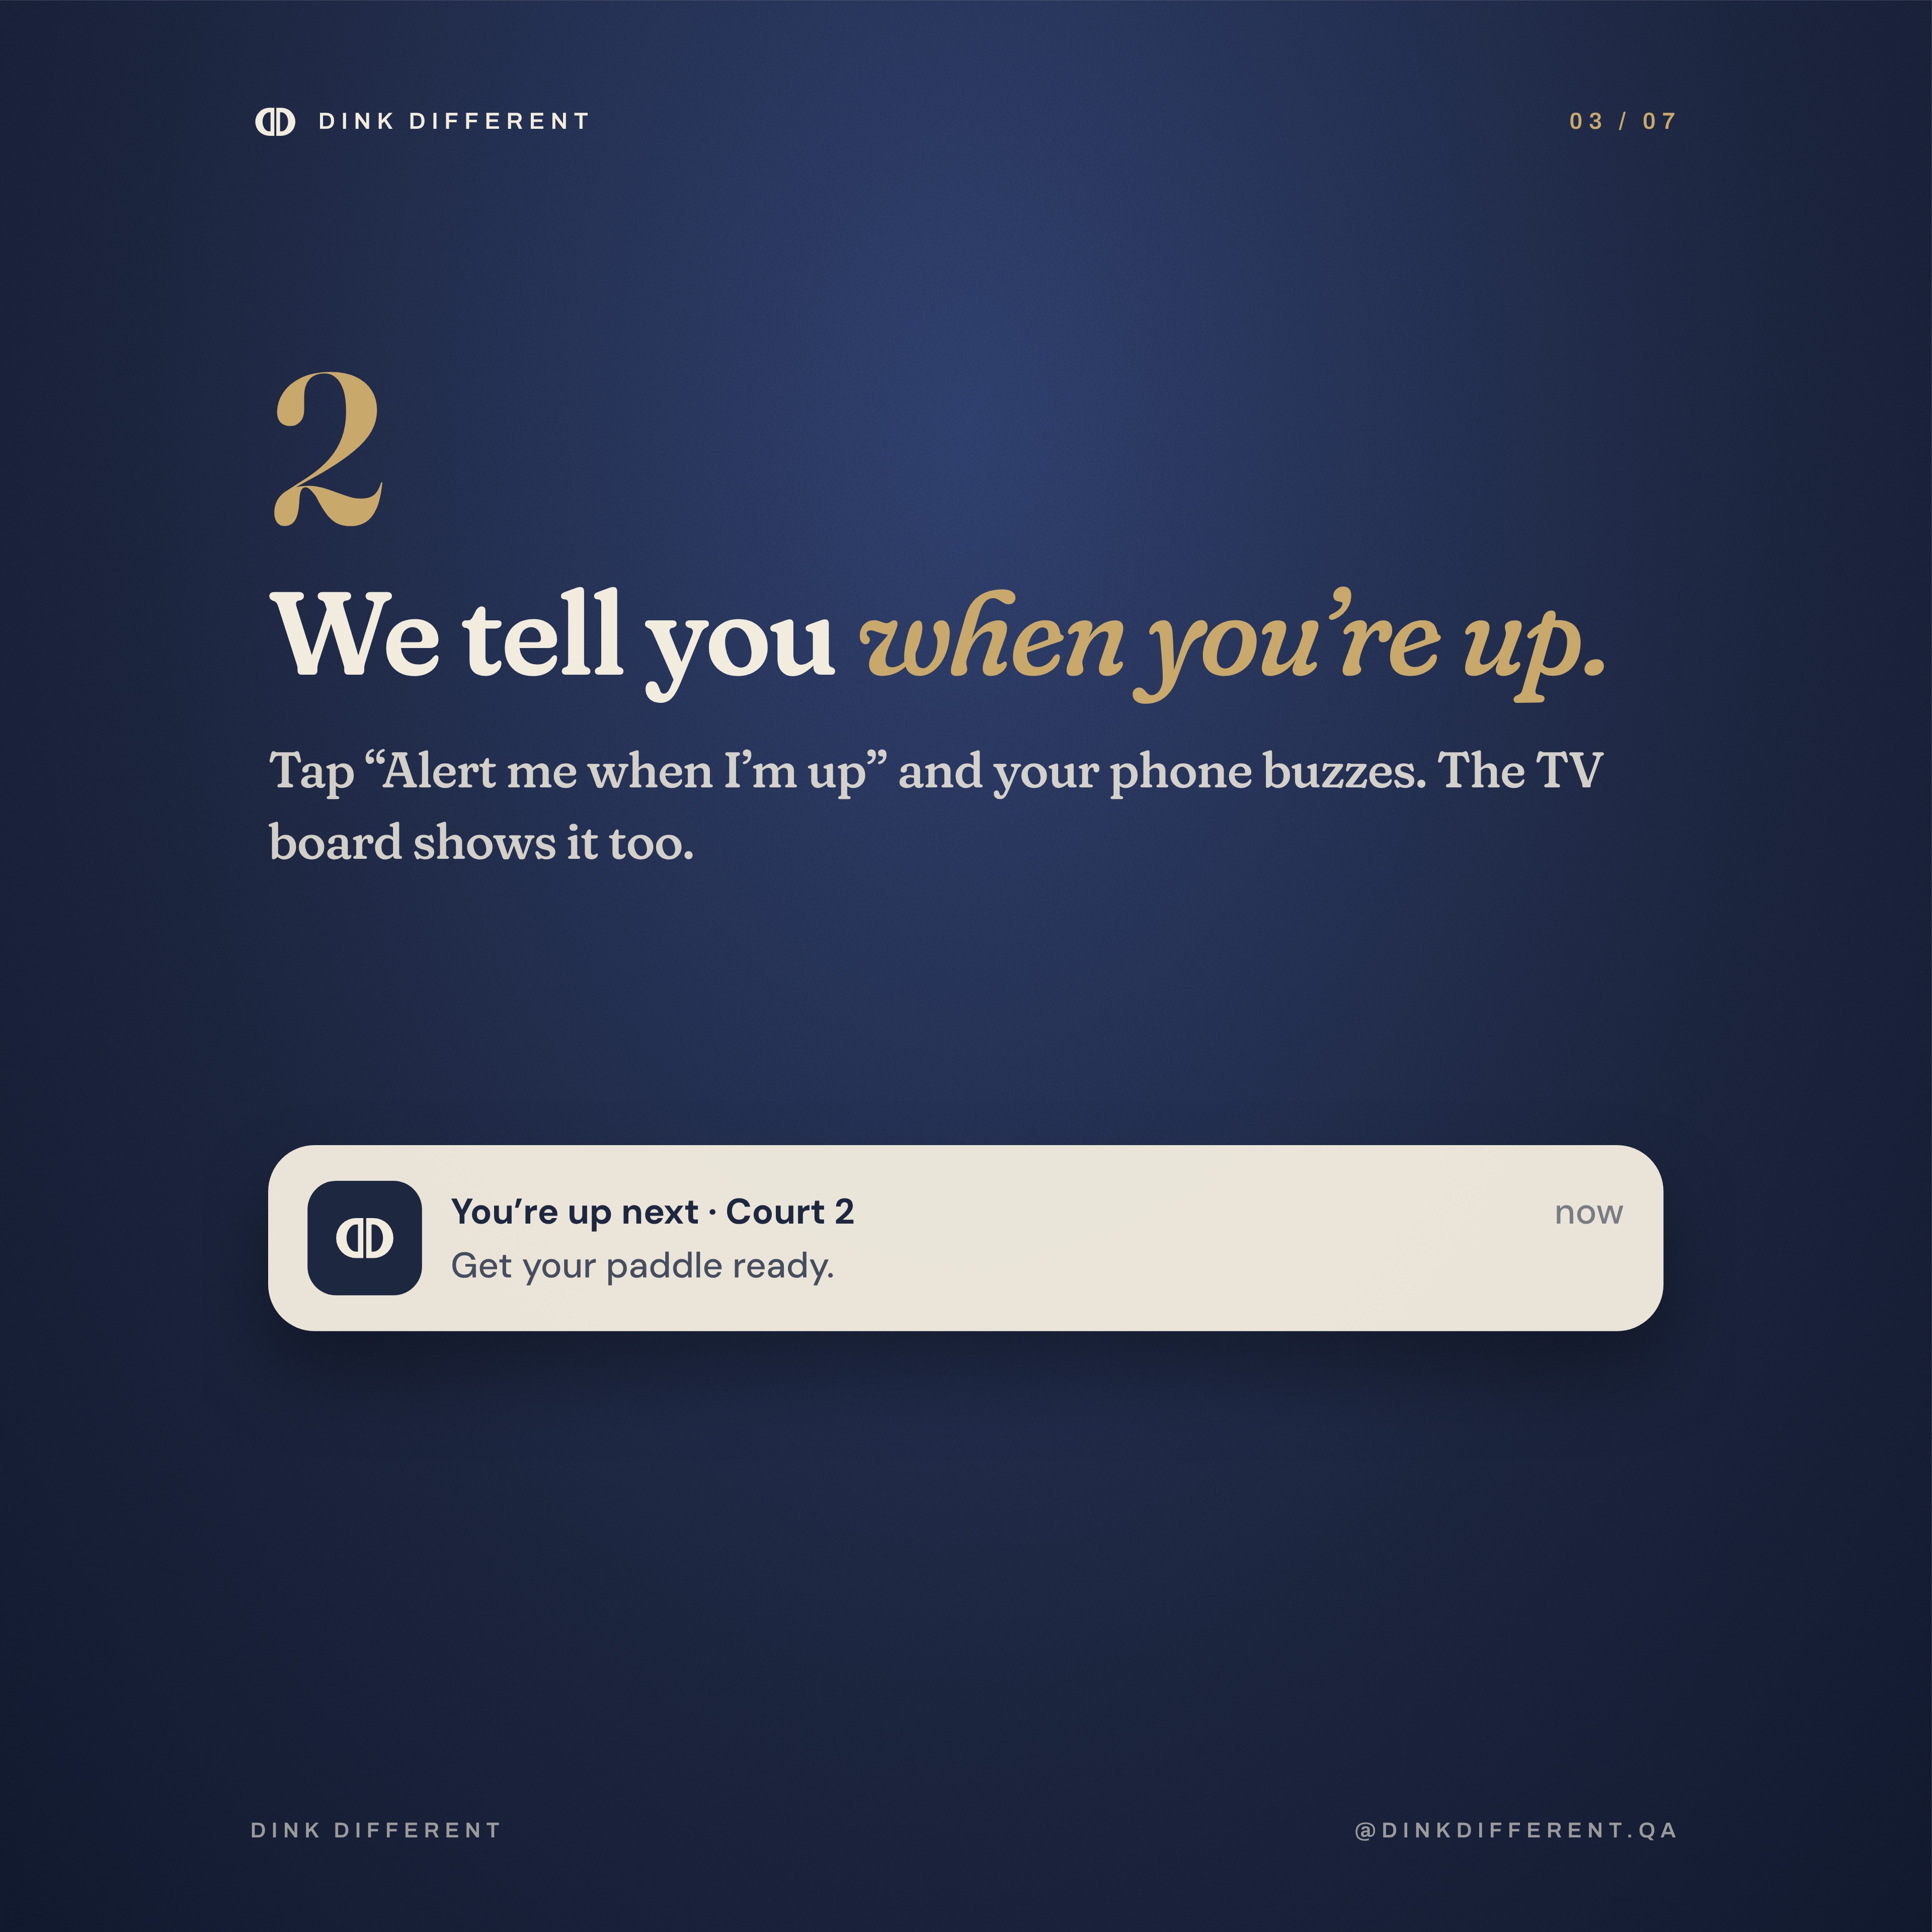 DINK DIFFERENT
03 / 07
2
We tell you when you’re up.
Tap “Alert me when I’m up” and your phone buzzes. The TV
board shows it too.
You’re up next · Court 2
now
Get your paddle ready.
DINK DIFFERENT
@DINKDIFFERENT.QA